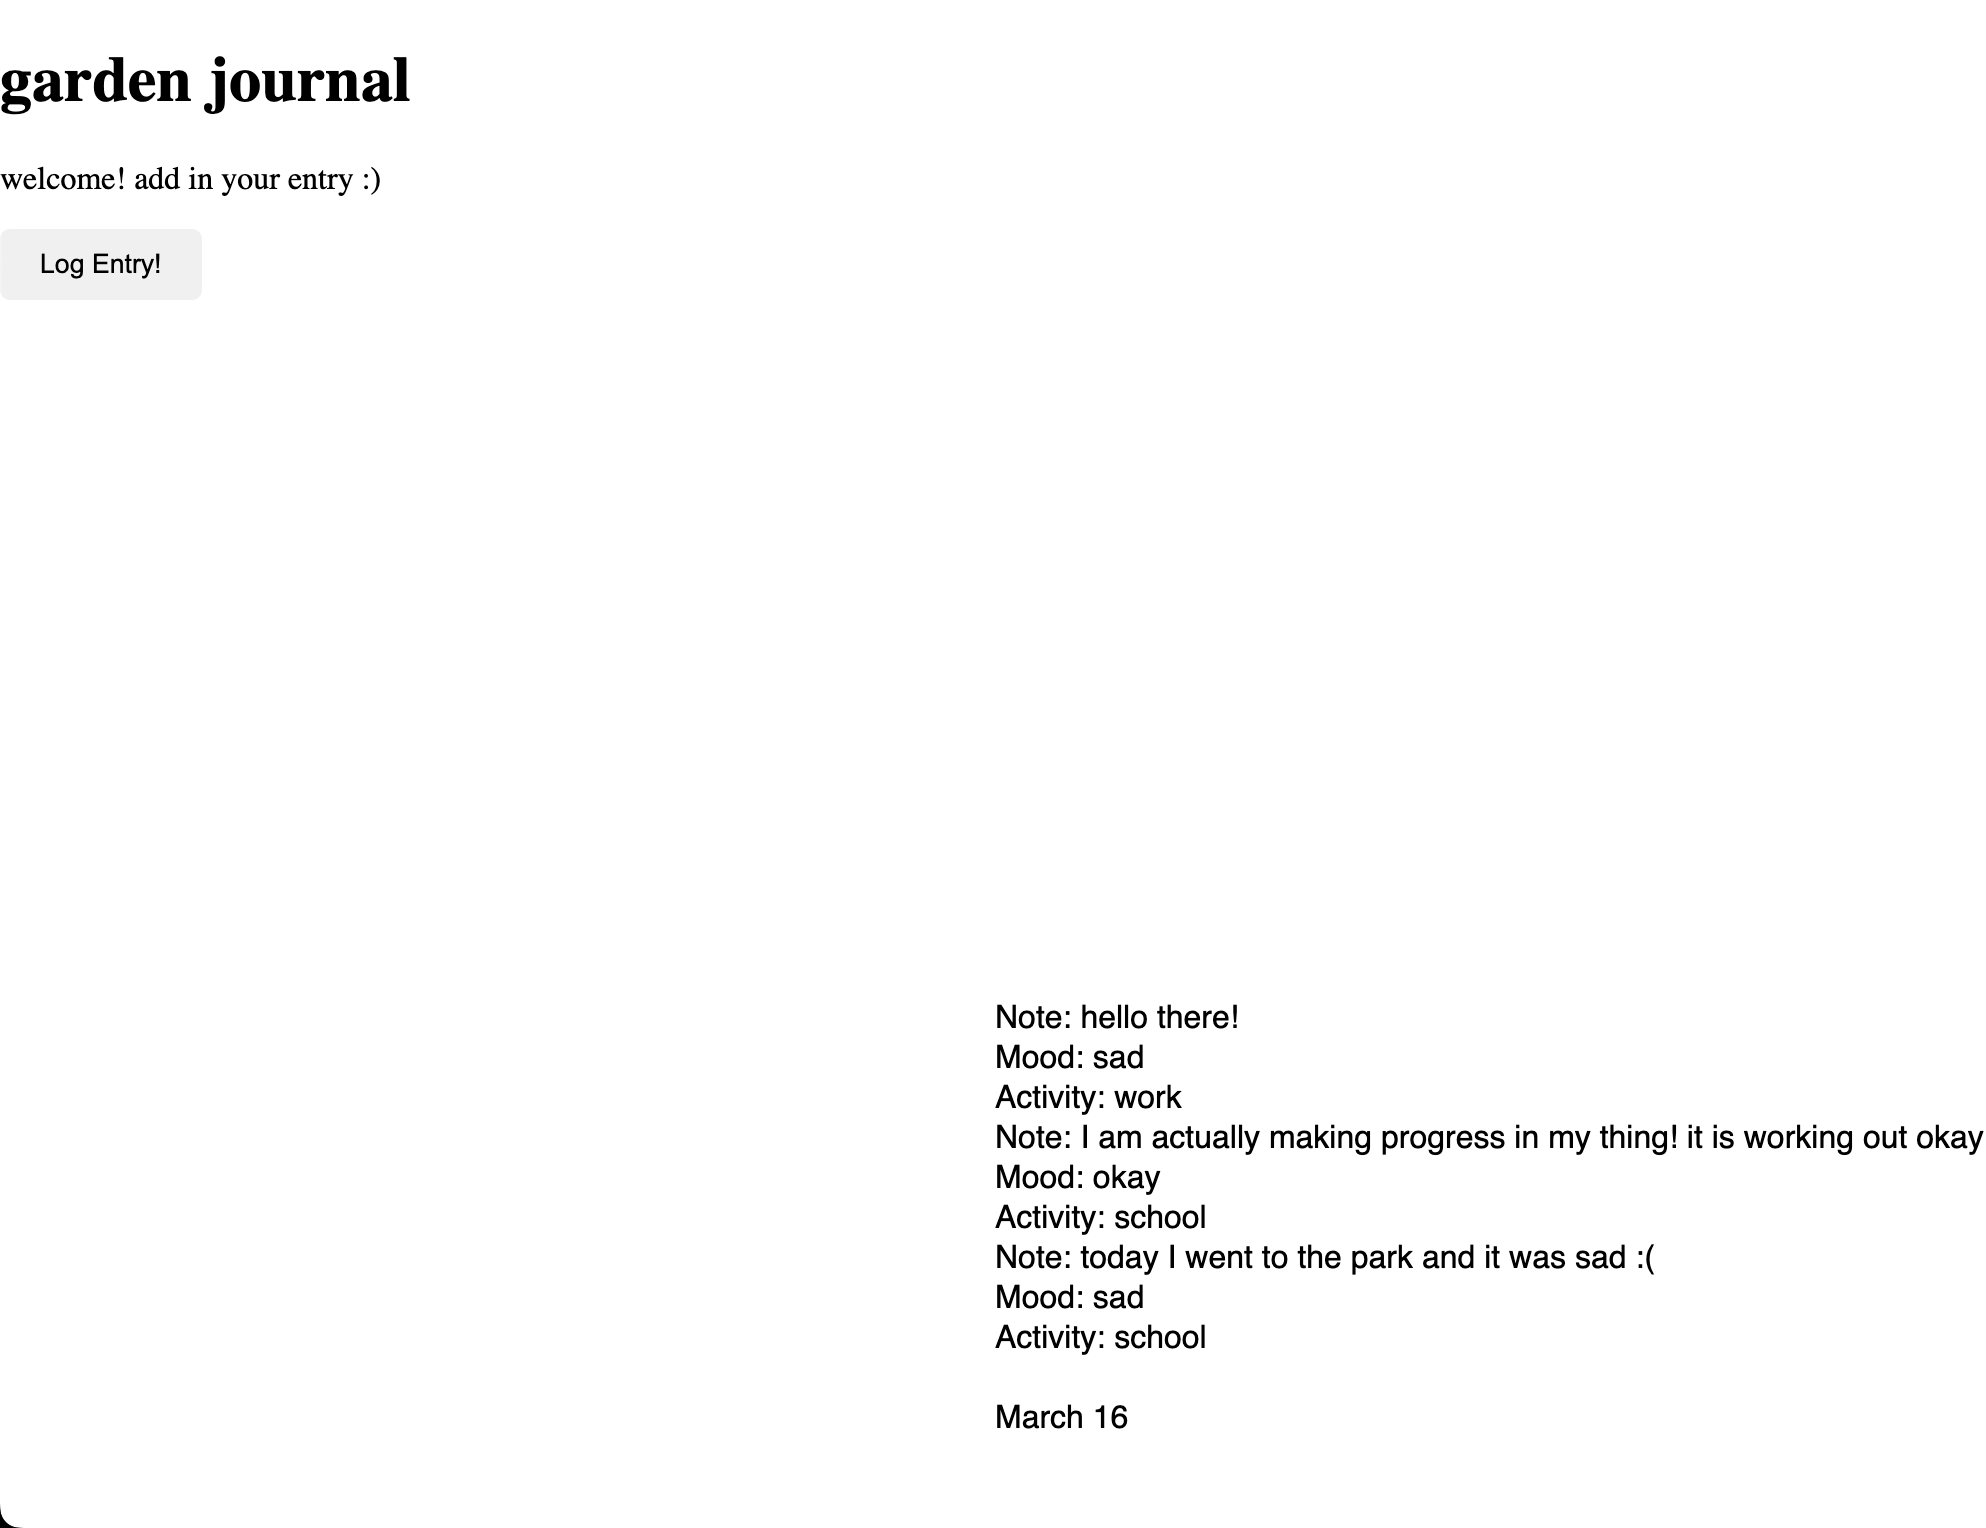 garden journal
welcome! add in your entry :)
Log Entry!
Note: hello there!
Mood: sad
Activity: work
Note: I am actually making progress in my thing! it is working out okay
Mood: okay
Activity: school
Note: today I went to the park and it was sad :(
Mood: sad
Activity: school
March 16